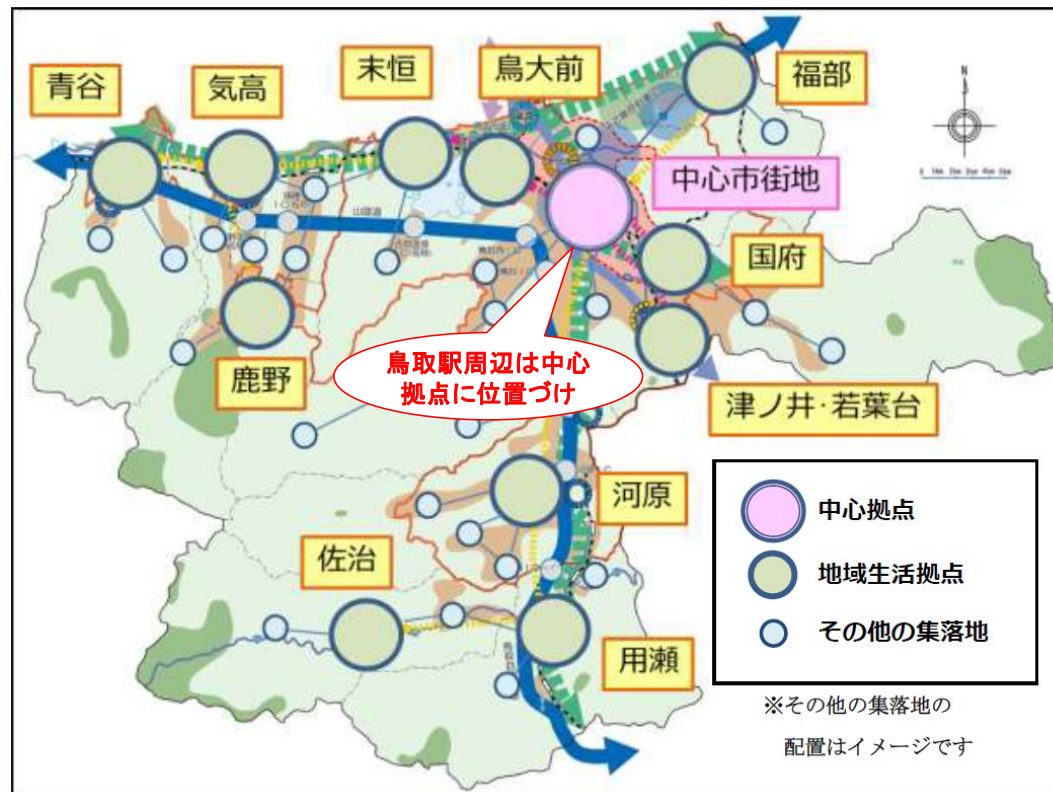 青谷
気高
末恒
鳥大前
福部
中心市街地
国府
津ノ井・若葉台
鹿野
鳥取駅周辺は中心
拠点に位置づけ
河原
佐治
用瀬
N
山陰道
中心拠点
地域生活拠点
その他の集落地
※その他の集落地の
配置はイメージです